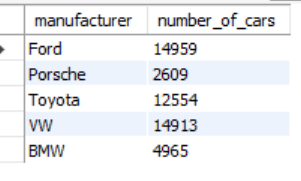 manufacturer number_of_cars
Ford 14959
Porsche 2609
Toyota 12554
VW 14913
BMW 4965